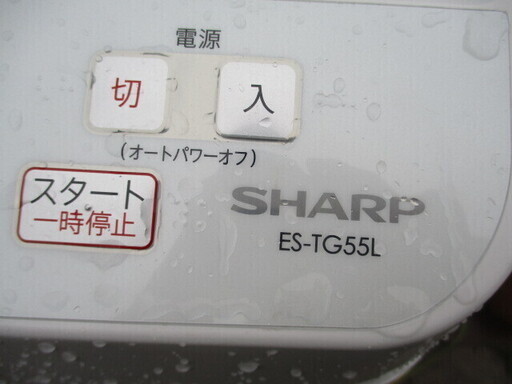 電源
切 入
(オートパワーオフ)
スタート
一時停止
SHARP
ES-TG55L